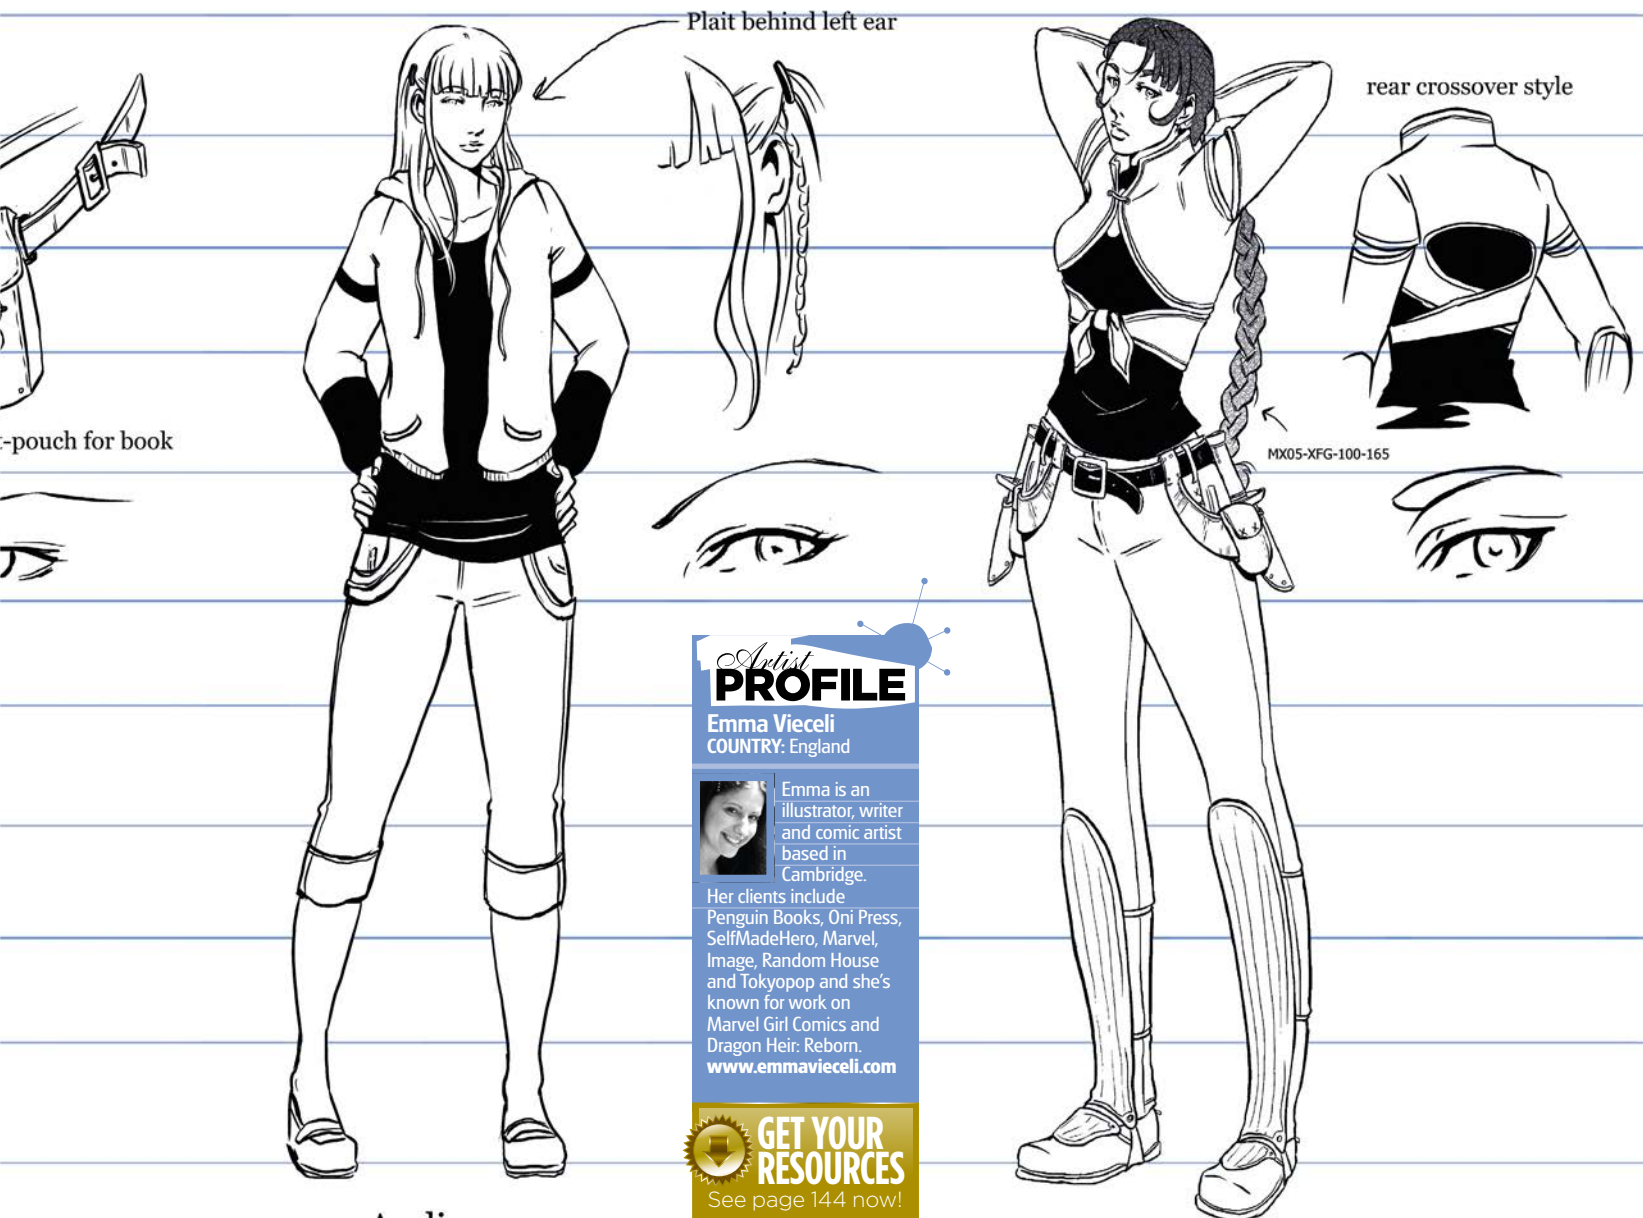 Plait behind left ear
rear crossover style
-pouch for book
MX05-XFG-100-165
Artist
PROFILE
Emma Vieceli
COUNTRY: England
Emma is an
illustrator, writer
and comic artist
based in
Cambridge.
Her clients include
Penguin Books, Oni Press,
SelfMadeHero, Marvel,
Image, Random House
and Tokyopop and she's
known for work on
Marvel Girl Comics and
Dragon Heir: Reborn.
www.emmavieceli.com
GET YOUR
RESOURCES
See page 144 now!